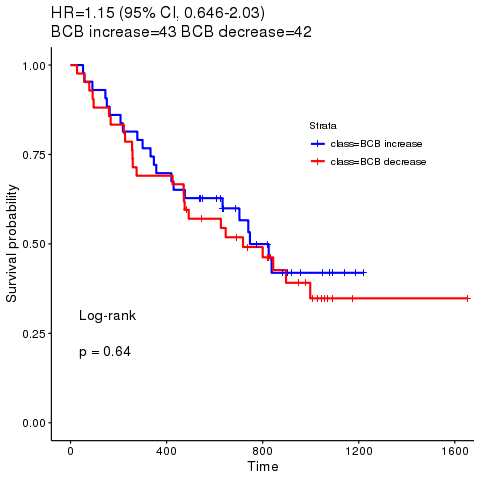 HR=1.15 (95% CI, 0.646-2.03)
BCB increase=43 BCB decrease=42
1.00
0.75
0.50
0.25
0.00
Survival probability
Strata
class=BCB increase
class=BCB decrease
Log-rank
p = 0.64
0 400 800 1200 1600
Time